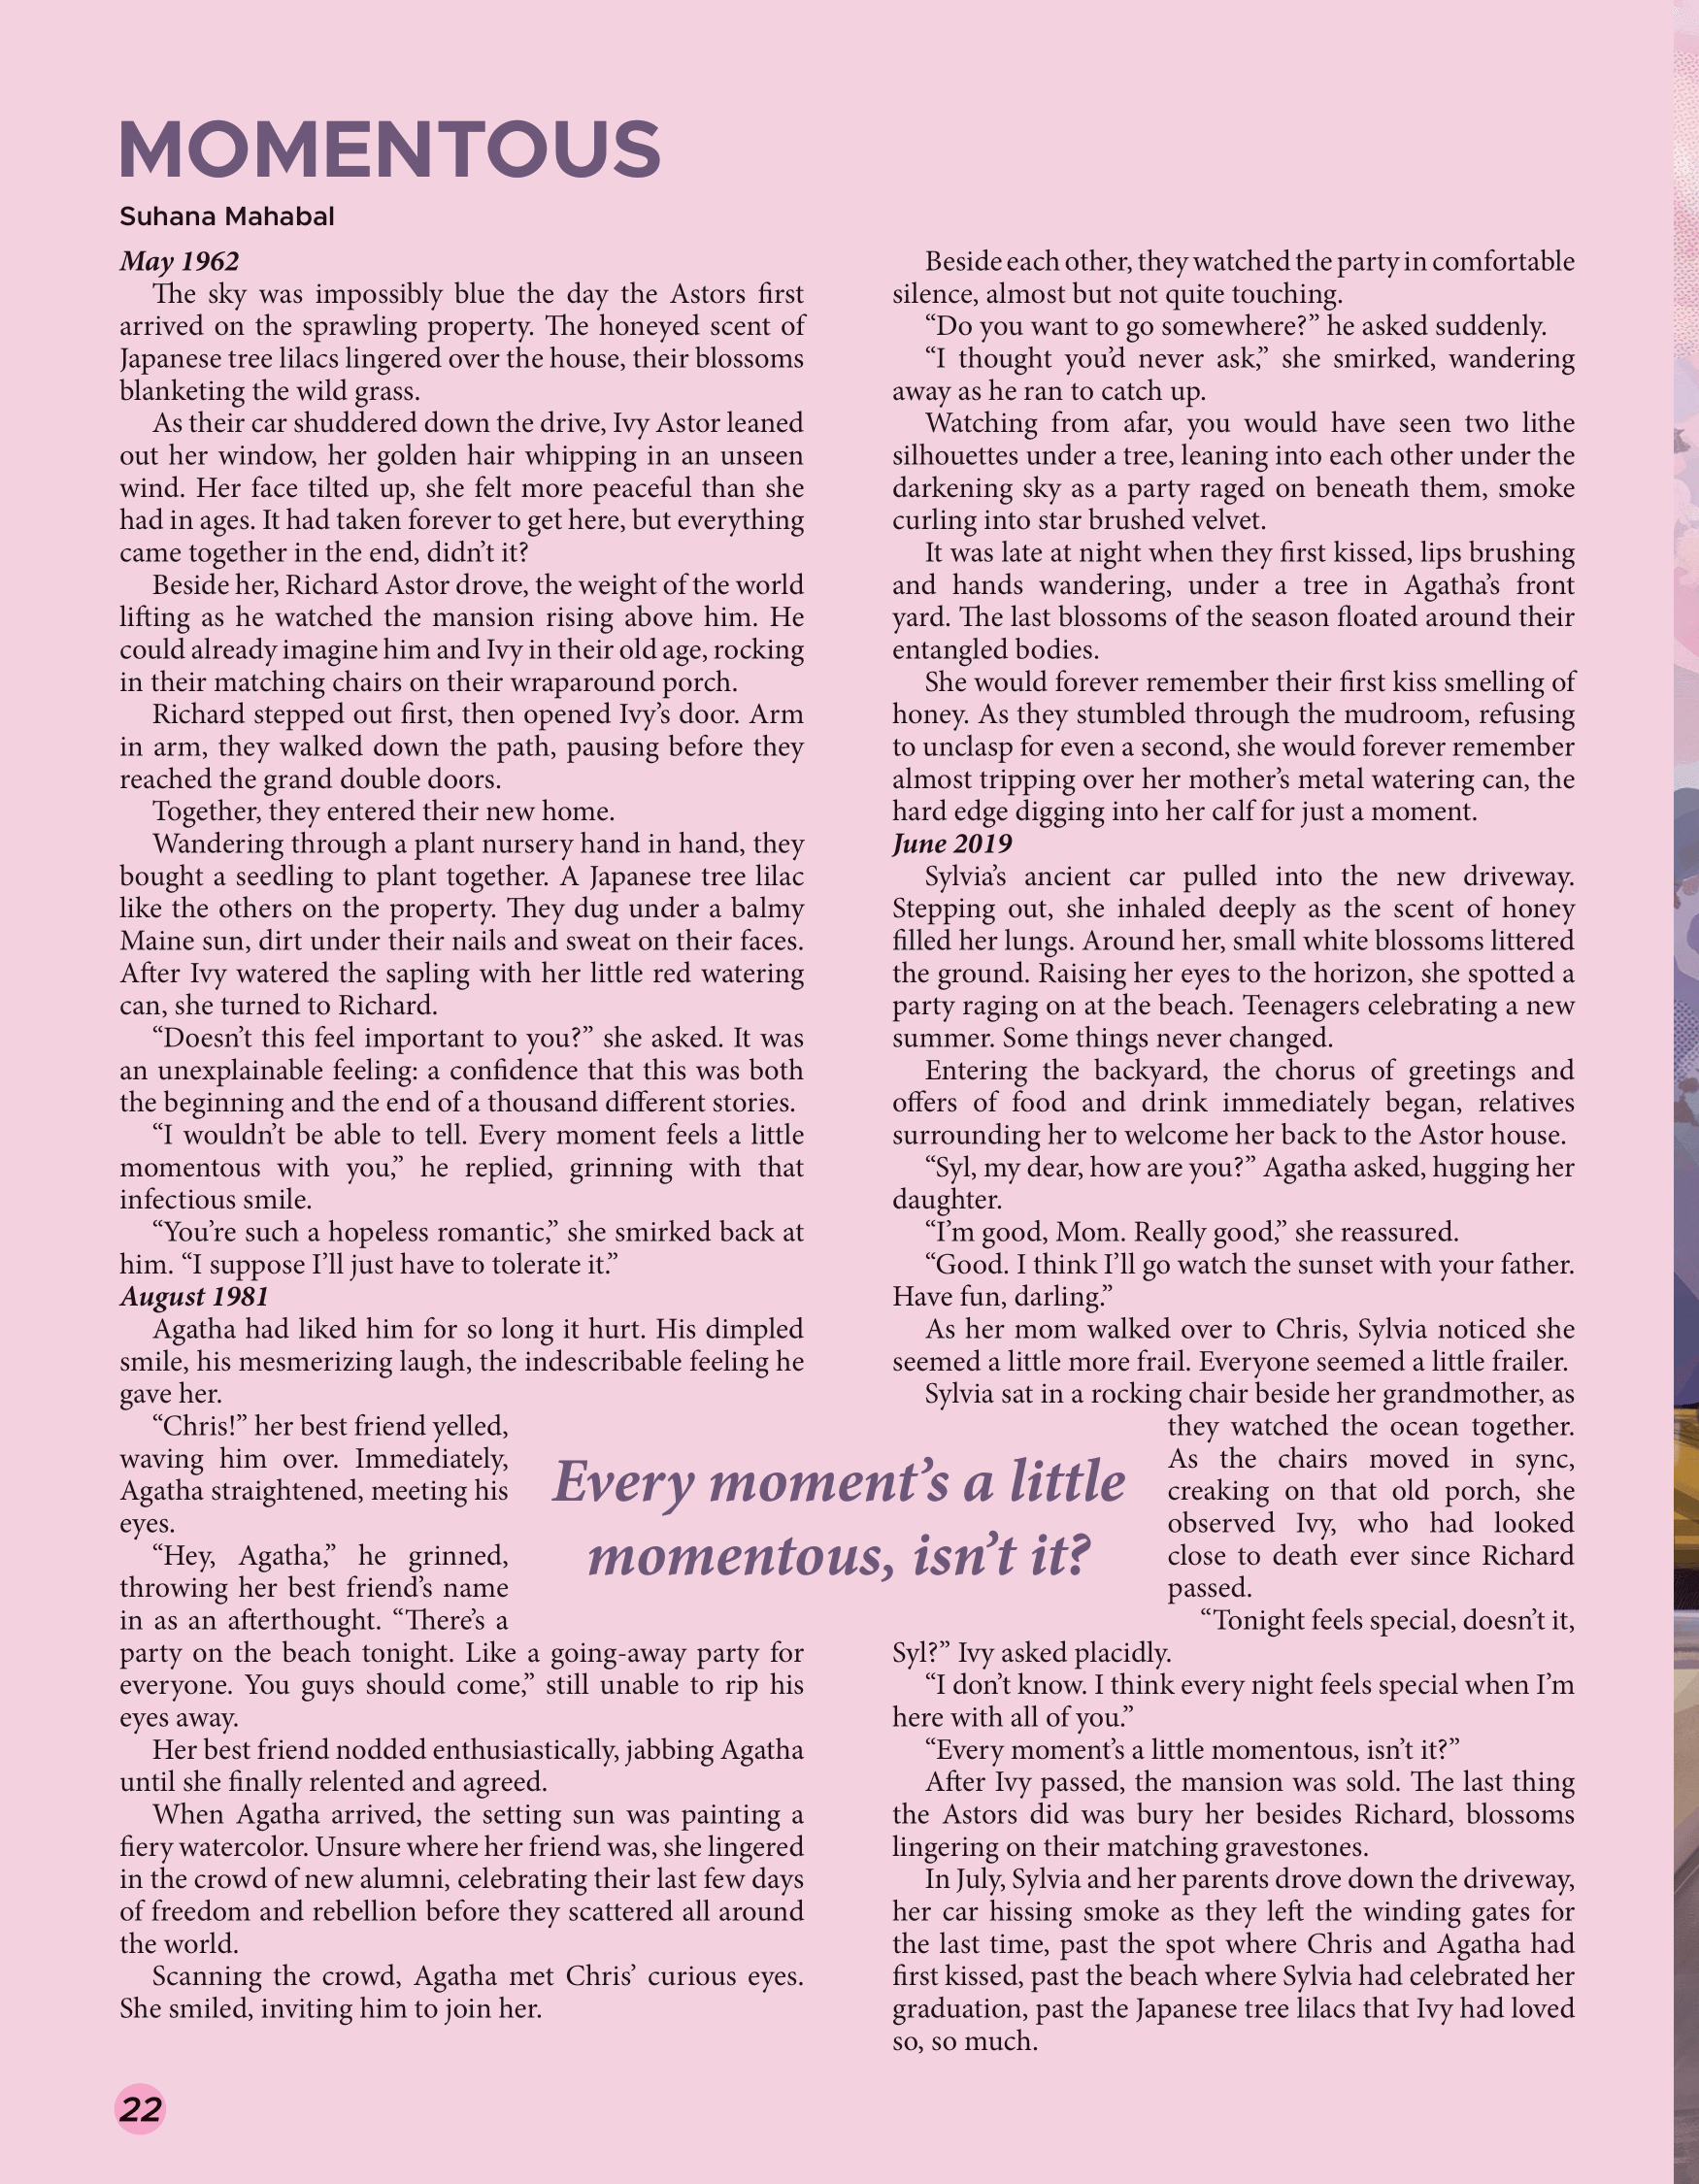 MOMENTOUS
Suhana Mahabal
May 1962
The sky was impossibly blue the day the Astors first
arrived on the sprawling property. The honeyed scent of
Japanese tree lilacs lingered over the house, their blossoms
blanketing the wild grass.
As their car shuddered down the drive, Ivy Astor leaned
out her window, her golden hair whipping in an unseen
wind. Her face tilted up, she felt more peaceful than she
had in ages. It had taken forever to get here, but everything
came together in the end, didn’t it?
Beside her, Richard Astor drove, the weight of the world
lifting as he watched the mansion rising above him. He
could already imagine him and Ivy in their old age, rocking
in their matching chairs on their wraparound porch.
Richard stepped out first, then opened Ivy’s door. Arm
in arm, they walked down the path, pausing before they
reached the grand double doors.
Together, they entered their new home.
Wandering through a plant nursery hand in hand, they
bought a seedling to plant together. A Japanese tree lilac
like the others on the property. They dug under a balmy
Maine sun, dirt under their nails and sweat on their faces.
After Ivy watered the sapling with her little red watering
can, she turned to Richard.
“Doesn’t this feel important to you?” she asked. It was
an unexplainable feeling: a confidence that this was both
the beginning and the end of a thousand different stories.
“I wouldn’t be able to tell. Every moment feels a little
momentous with you,” he replied, grinning with that
infectious smile.
“You’re such a hopeless romantic,” she smirked back at
him. “I suppose I’ll just have to tolerate it.”
August 1981
Agatha had liked him for so long it hurt. His dimpled
smile, his mesmerizing laugh, the indescribable feeling he
gave her.
“Chris!” her best friend yelled,
waving him over. Immediately,
Agatha straightened, meeting his
eyes.
“Hey, Agatha,” he grinned,
throwing her best friend’s name
in as an afterthought. “There’s a
party on the beach tonight. Like a going-away party for
everyone. You guys should come,” still unable to rip his
eyes away.
Her best friend nodded enthusiastically, jabbing Agatha
until she finally relented and agreed.
When Agatha arrived, the setting sun was painting a
fiery watercolor. Unsure where her friend was, she lingered
in the crowd of new alumni, celebrating their last few days
of freedom and rebellion before they scattered all around
the world.
Scanning the crowd, Agatha met Chris’ curious eyes.
She smiled, inviting him to join her.
Every moment’s a little
momentous, isn’t it?
Beside each other, they watched the party in comfortable
silence, almost but not quite touching.
“Do you want to go somewhere?” he asked suddenly.
“I thought you’d never ask,” she smirked, wandering
away as he ran to catch up.
Watching from afar, you would have seen two lithe
silhouettes under a tree, leaning into each other under the
darkening sky as a party raged on beneath them, smoke
curling into star brushed velvet.
It was late at night when they first kissed, lips brushing
and hands wandering, under a tree in Agatha’s front
yard. The last blossoms of the season floated around their
entangled bodies.
She would forever remember their first kiss smelling of
honey. As they stumbled through the mudroom, refusing
to unclasp for even a second, she would forever remember
almost tripping over her mother’s metal watering can, the
hard edge digging into her calf for just a moment.
June 2019
Sylvia’s ancient car pulled into the new driveway.
Stepping out, she inhaled deeply as the scent of honey
filled her lungs. Around her, small white blossoms littered
the ground. Raising her eyes to the horizon, she spotted a
party raging on at the beach. Teenagers celebrating a new
summer. Some things never changed.
Entering the backyard, the chorus of greetings and
offers of food and drink immediately began, relatives
surrounding her to welcome her back to the Astor house.
“Syl, my dear, how are you?” Agatha asked, hugging her
daughter.
“I’m good, Mom. Really good,” she reassured.
“Good. I think I’ll go watch the sunset with your father.
Have fun, darling.”
As her mom walked over to Chris, Sylvia noticed she
seemed a little more frail. Everyone seemed a little frailer.
Sylvia sat in a rocking chair beside her grandmother, as
they watched the ocean together.
As the chairs moved in sync,
creaking on that old porch, she
observed Ivy, who had looked
close to death ever since Richard
passed.
“Tonight feels special, doesn’t it,
Syl?” Ivy asked placidly.
“I don’t know. I think every night feels special when I’m
here with all of you.”
“Every moment’s a little momentous, isn’t it?”
After Ivy passed, the mansion was sold. The last thing
the Astors did was bury her besides Richard, blossoms
lingering on their matching gravestones.
In July, Sylvia and her parents drove down the driveway,
her car hissing smoke as they left the winding gates for
the last time, past the spot where Chris and Agatha had
first kissed, past the beach where Sylvia had celebrated her
graduation, past the Japanese tree lilacs that Ivy had loved
so, so much.
22